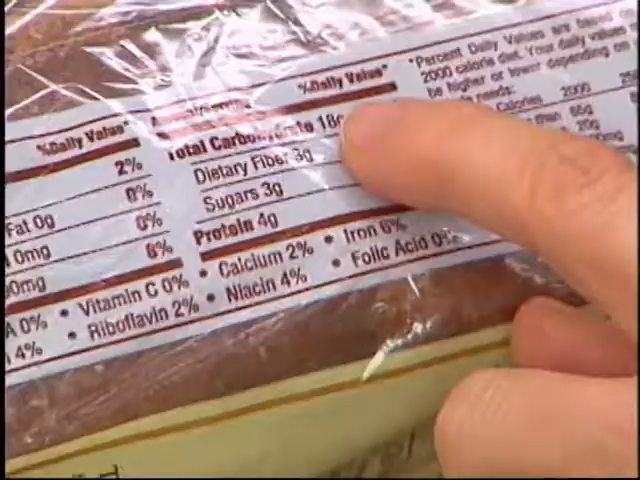 %Daily Value*
2%
Fat 0g 0%
0mg 0%
0mg 6%
A 0% • Vitamin C 0% • Calcium 2% • Iron 6%
4% • Riboflavin 2% • Niacin 4% • Folic Acid
%Daily Value*
Total Carbohydrate 18g
Dietary Fiber 3g
Sugars 3g
Protein 4g
*Percent Daily Values are based on
2000 calorie diet. Your daily values
be higher or lower depending on
needs:
Calories 2000
than 65g
20g